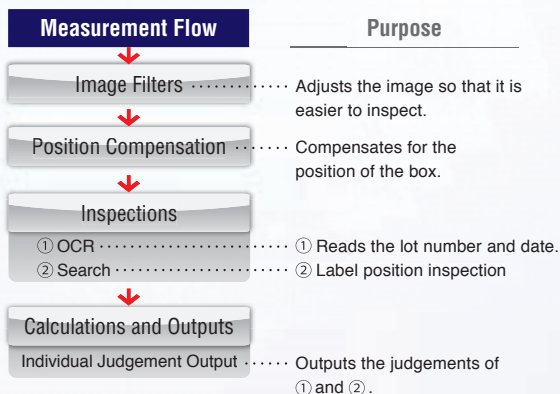 Measurement Flow Purpose
Image Filters ············· Adjusts the image so that it is
easier to inspect.
Position Compensation ······· Compensates for the
position of the box.
Inspections
① OCR ························ ① Reads the lot number and date.
② Search ······················ ② Label position inspection
Calculations and Outputs
Individual Judgement Output ······ Outputs the judgements of
① and ②.